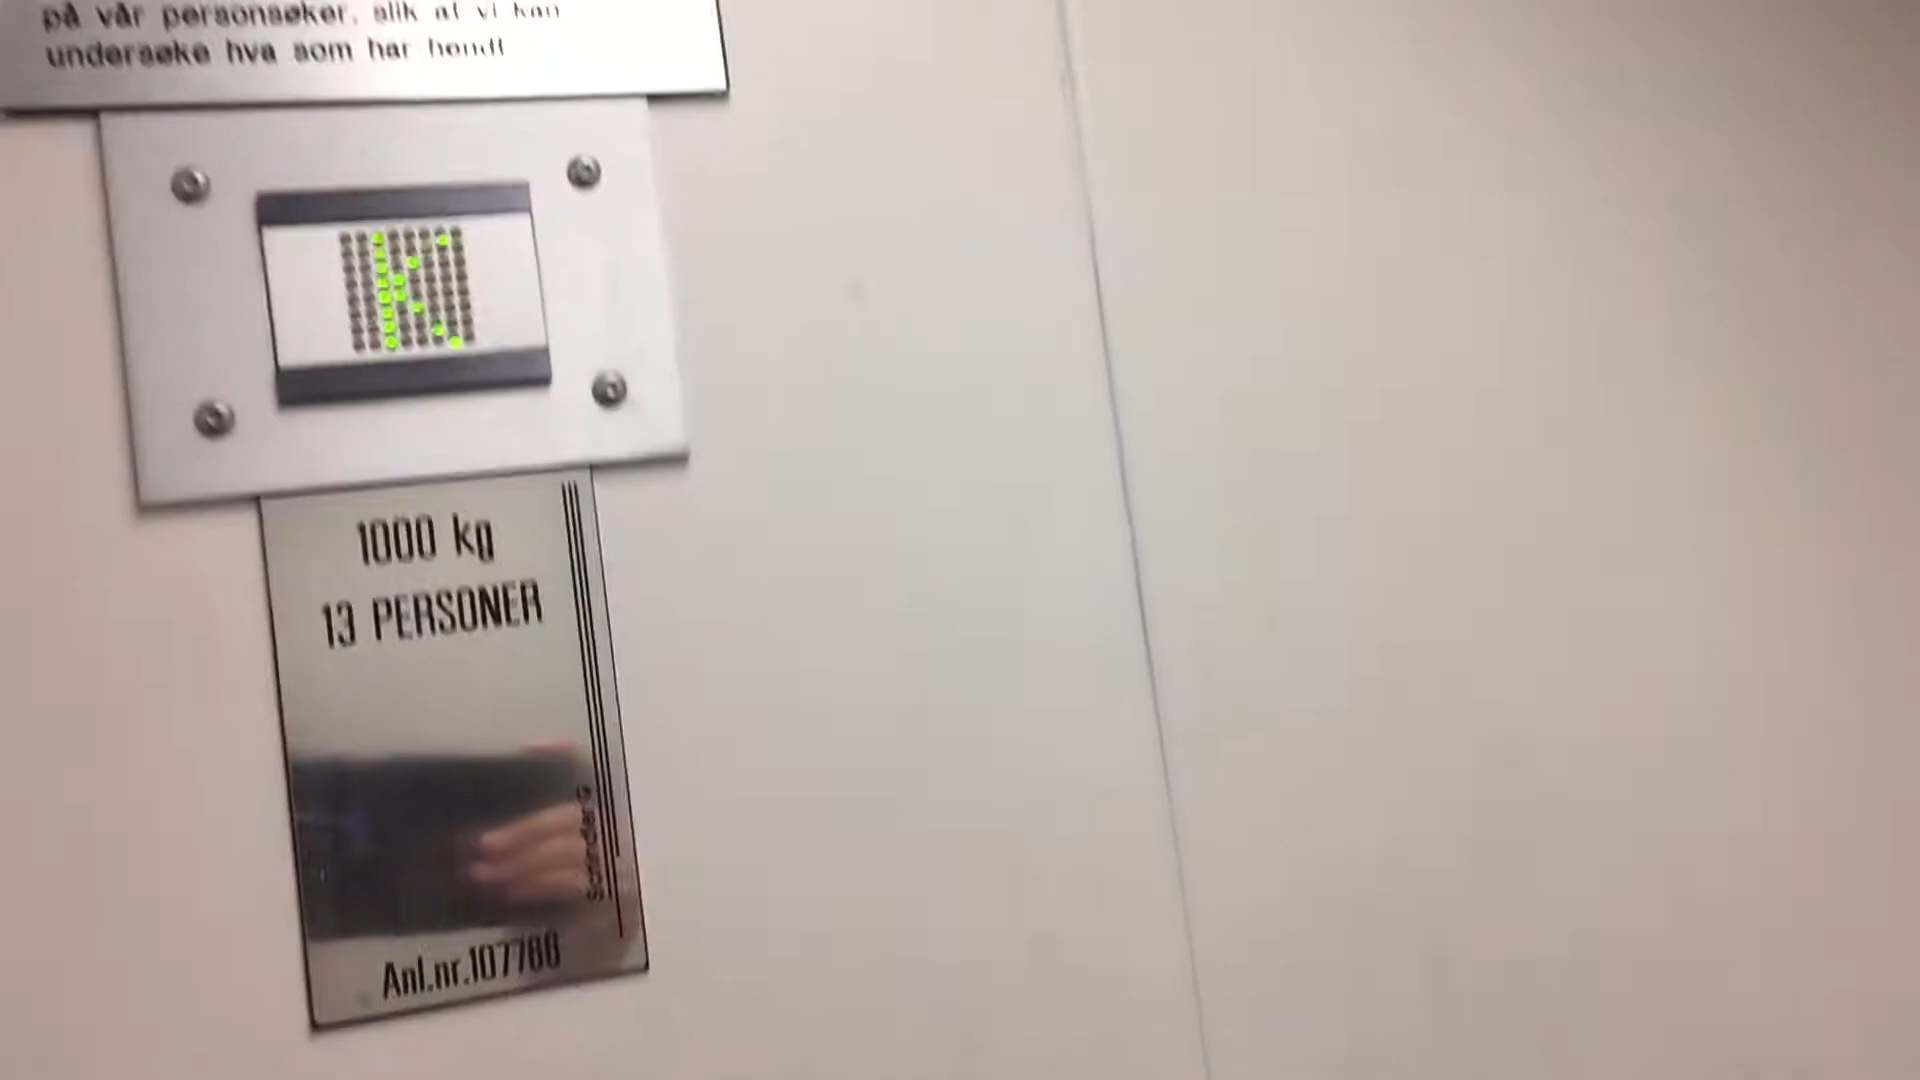 på vår personsøker, slik at vi kan
undersøke hva som har hendt
K
1000 kg
13 PERSONER
Schindler
Anl.nr.107788